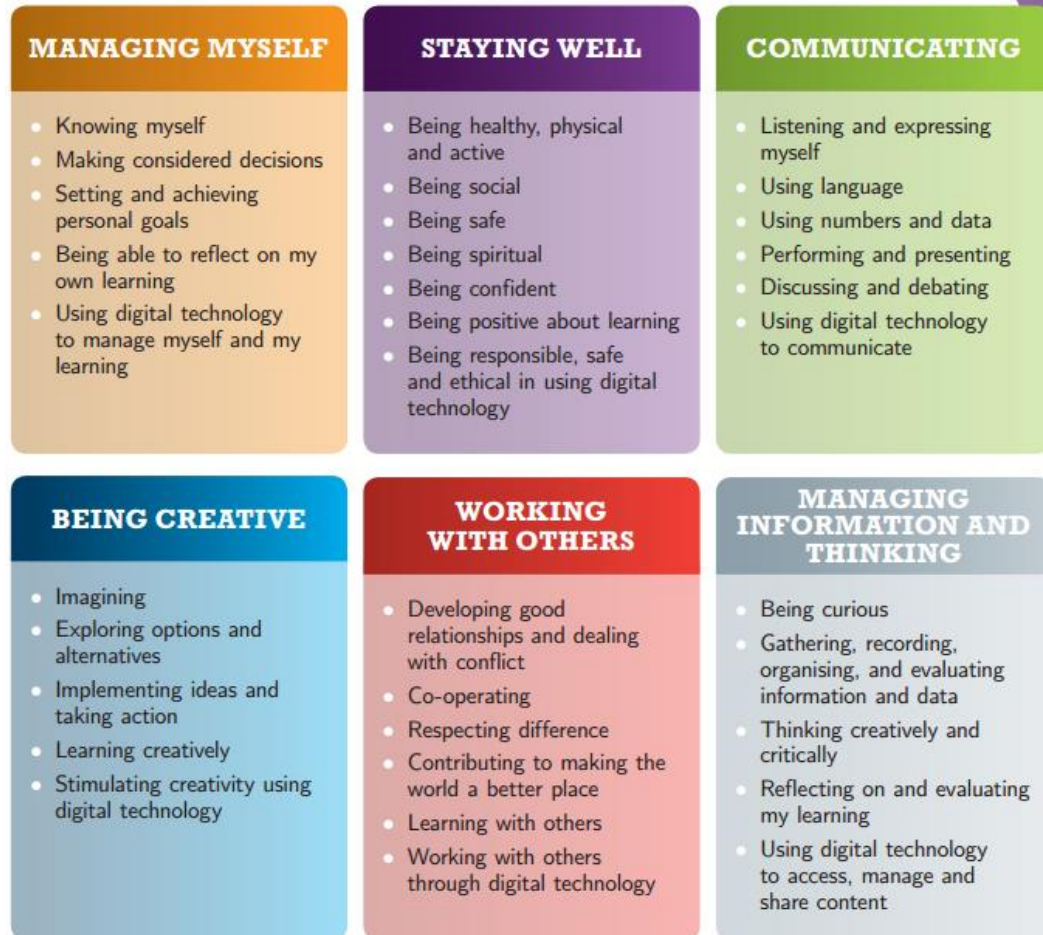 MANAGING MYSELF
• Knowing myself
• Making considered decisions
• Setting and achieving
personal goals
• Being able to reflect on my
own learning
• Using digital technology
to manage myself and my
learning
STAYING WELL
• Being healthy, physical
and active
• Being social
• Being safe
• Being spiritual
• Being confident
• Being positive about learning
• Being responsible, safe
and ethical in using digital
technology
COMMUNICATING
• Listening and expressing
myself
• Using language
• Using numbers and data
• Performing and presenting
• Discussing and debating
• Using digital technology
to communicate
BEING CREATIVE
• Imagining
• Exploring options and
alternatives
• Implementing ideas and
taking action
• Learning creatively
• Stimulating creativity using
digital technology
WORKING
WITH OTHERS
• Developing good
relationships and dealing
with conflict
• Co-operating
• Respecting difference
• Contributing to making the
world a better place
• Learning with others
• Working with others
through digital technology
MANAGING
INFORMATION AND
THINKING
• Being curious
• Gathering, recording,
organising, and evaluating
information and data
• Thinking creatively and
critically
• Reflecting on and evaluating
my learning
• Using digital technology
to access, manage and
share content